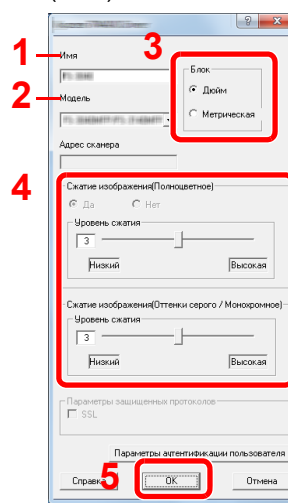 1
Имя
3
Блок
Дюйм
2
Модель
Метрическая
Адрес сканера
4
Сжатие изображения(Полноцветное)
Да Нет
Уровень сжатия
3
Низкий Высокая
Сжатие изображения(Оттенки серого / Монохромное)
Уровень сжатия
3
Низкий Высокая
Параметры защищенных протоколов
SSL
Параметры аутентификации пользователя
5
Справка OK Отмена